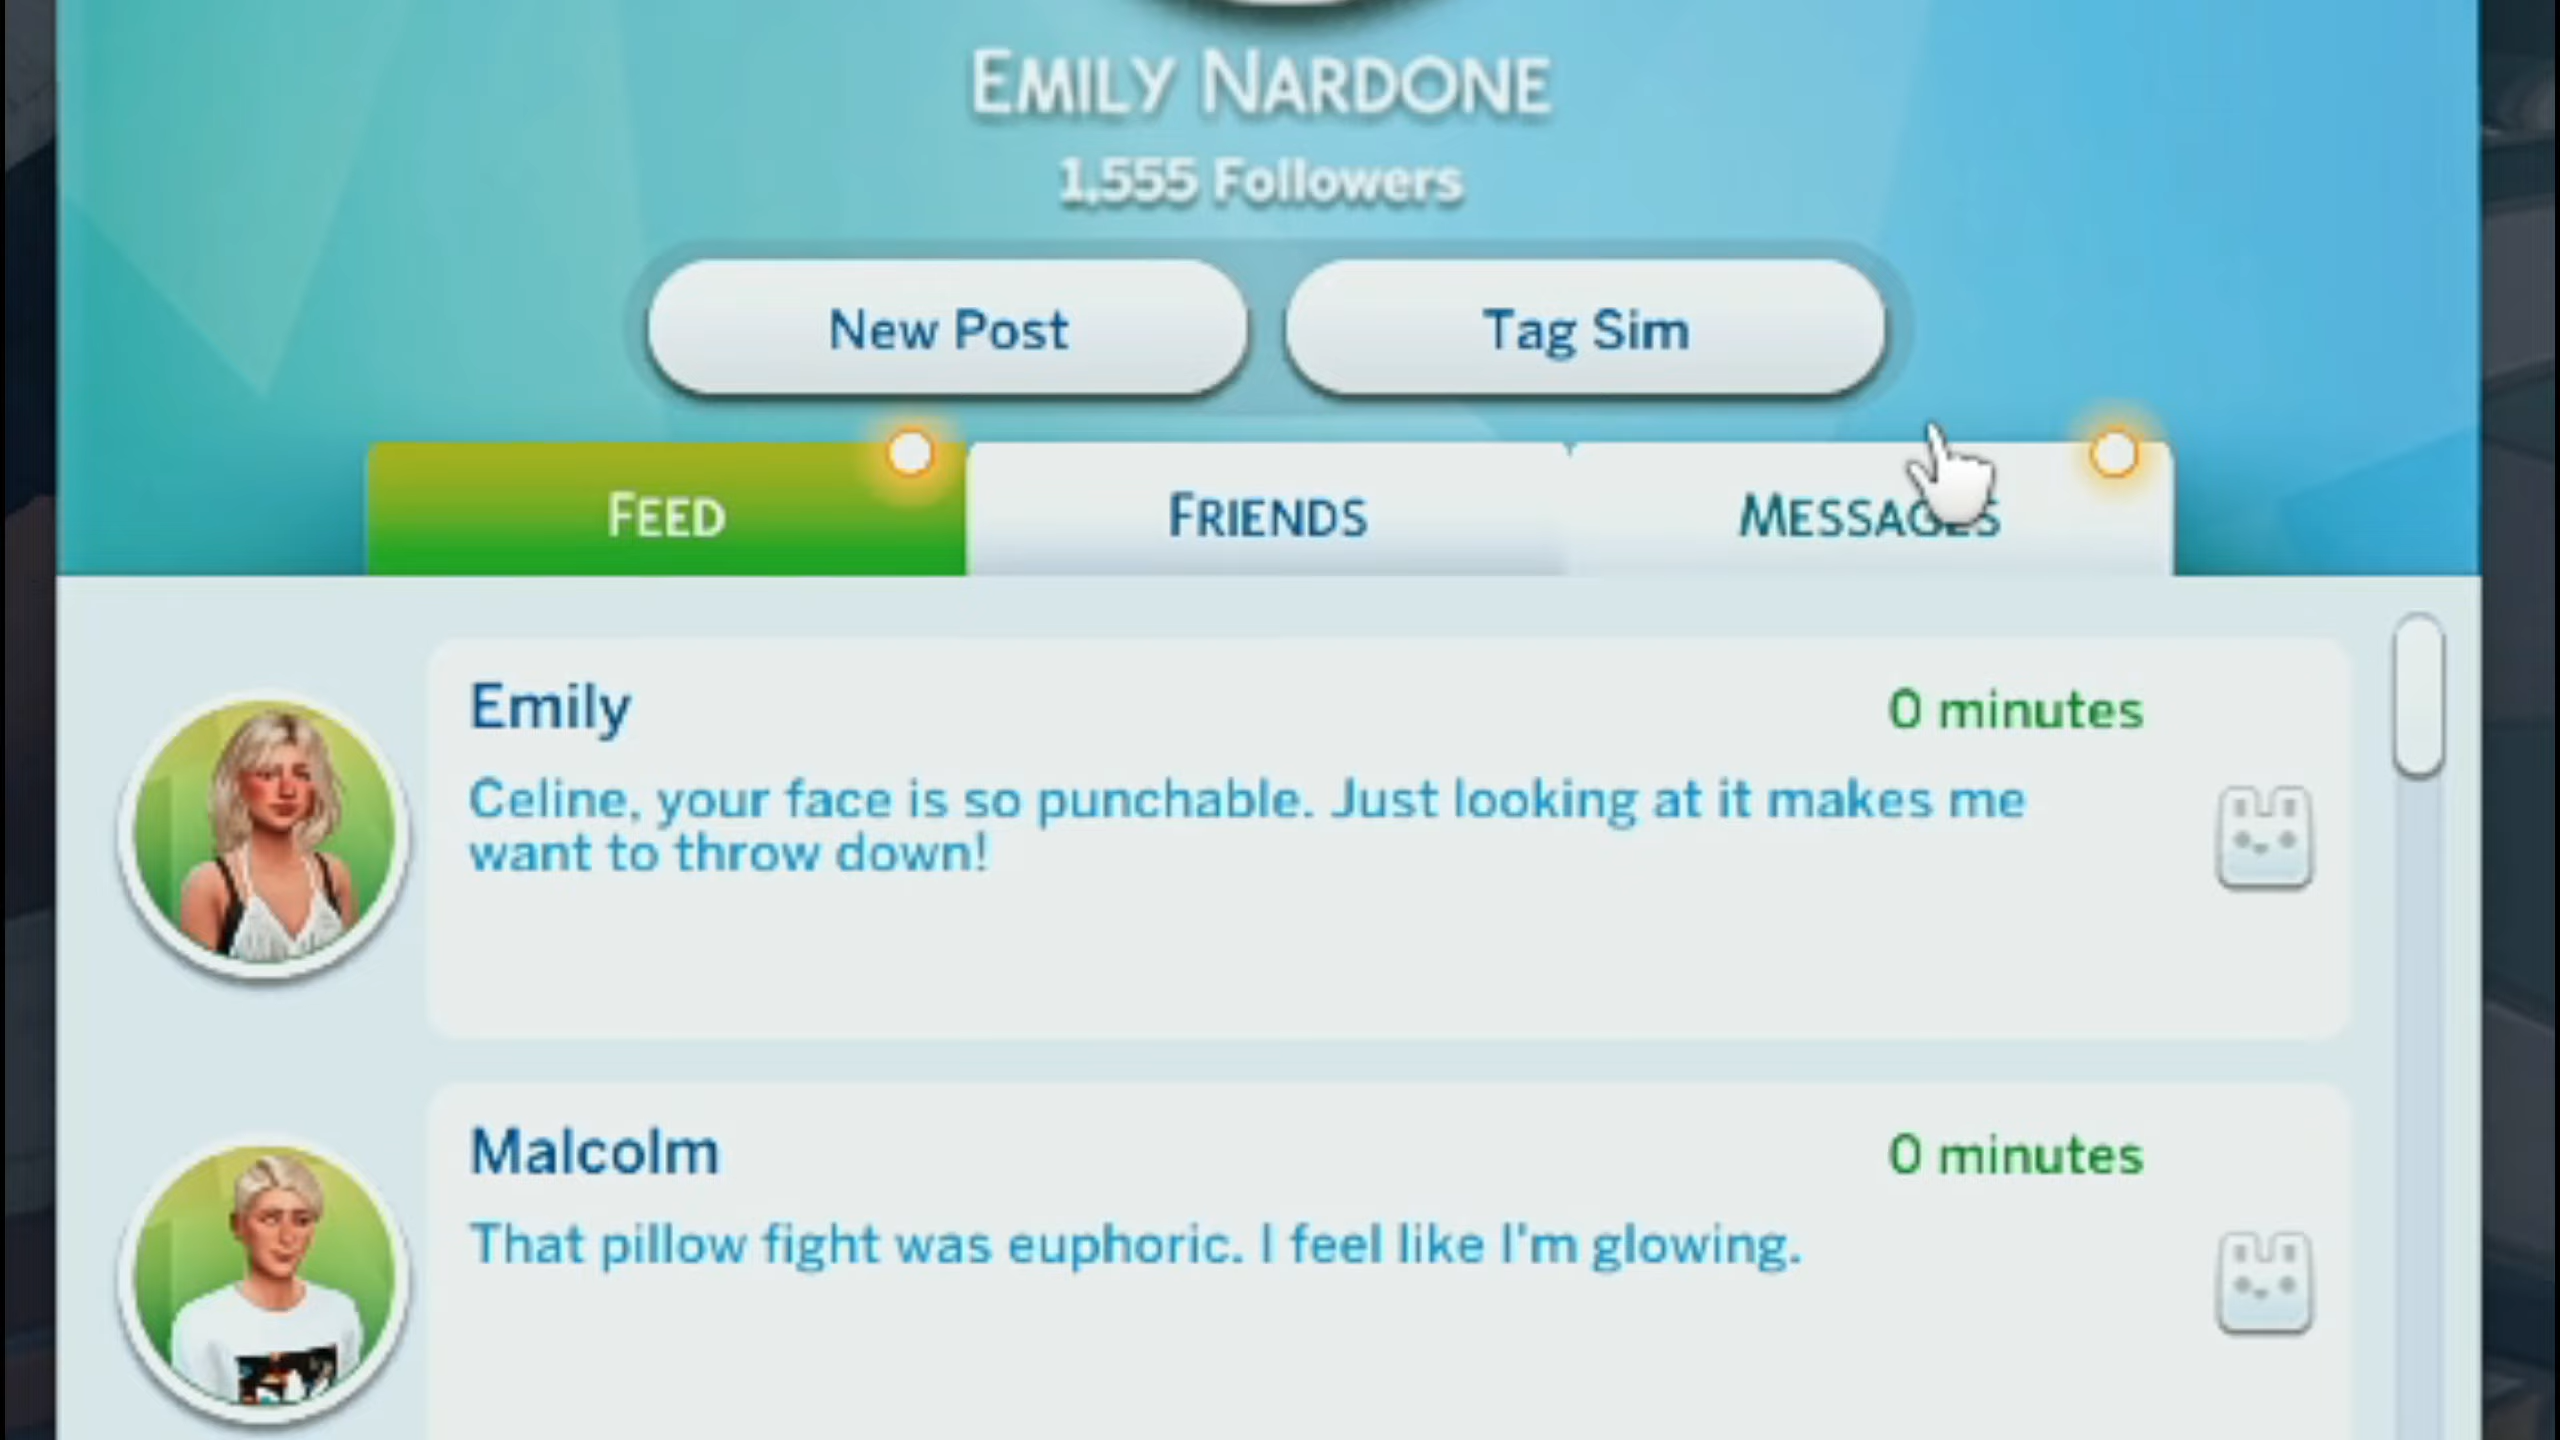 EMILY NARDONE
1,555 Followers
New Post
Tag Sim
FEED
FRIENDS
MESSAGES
Emily
0 minutes
Celine, your face is so punchable. Just looking at it makes me
want to throw down!
Malcolm
0 minutes
That pillow fight was euphoric. I feel like I'm glowing.